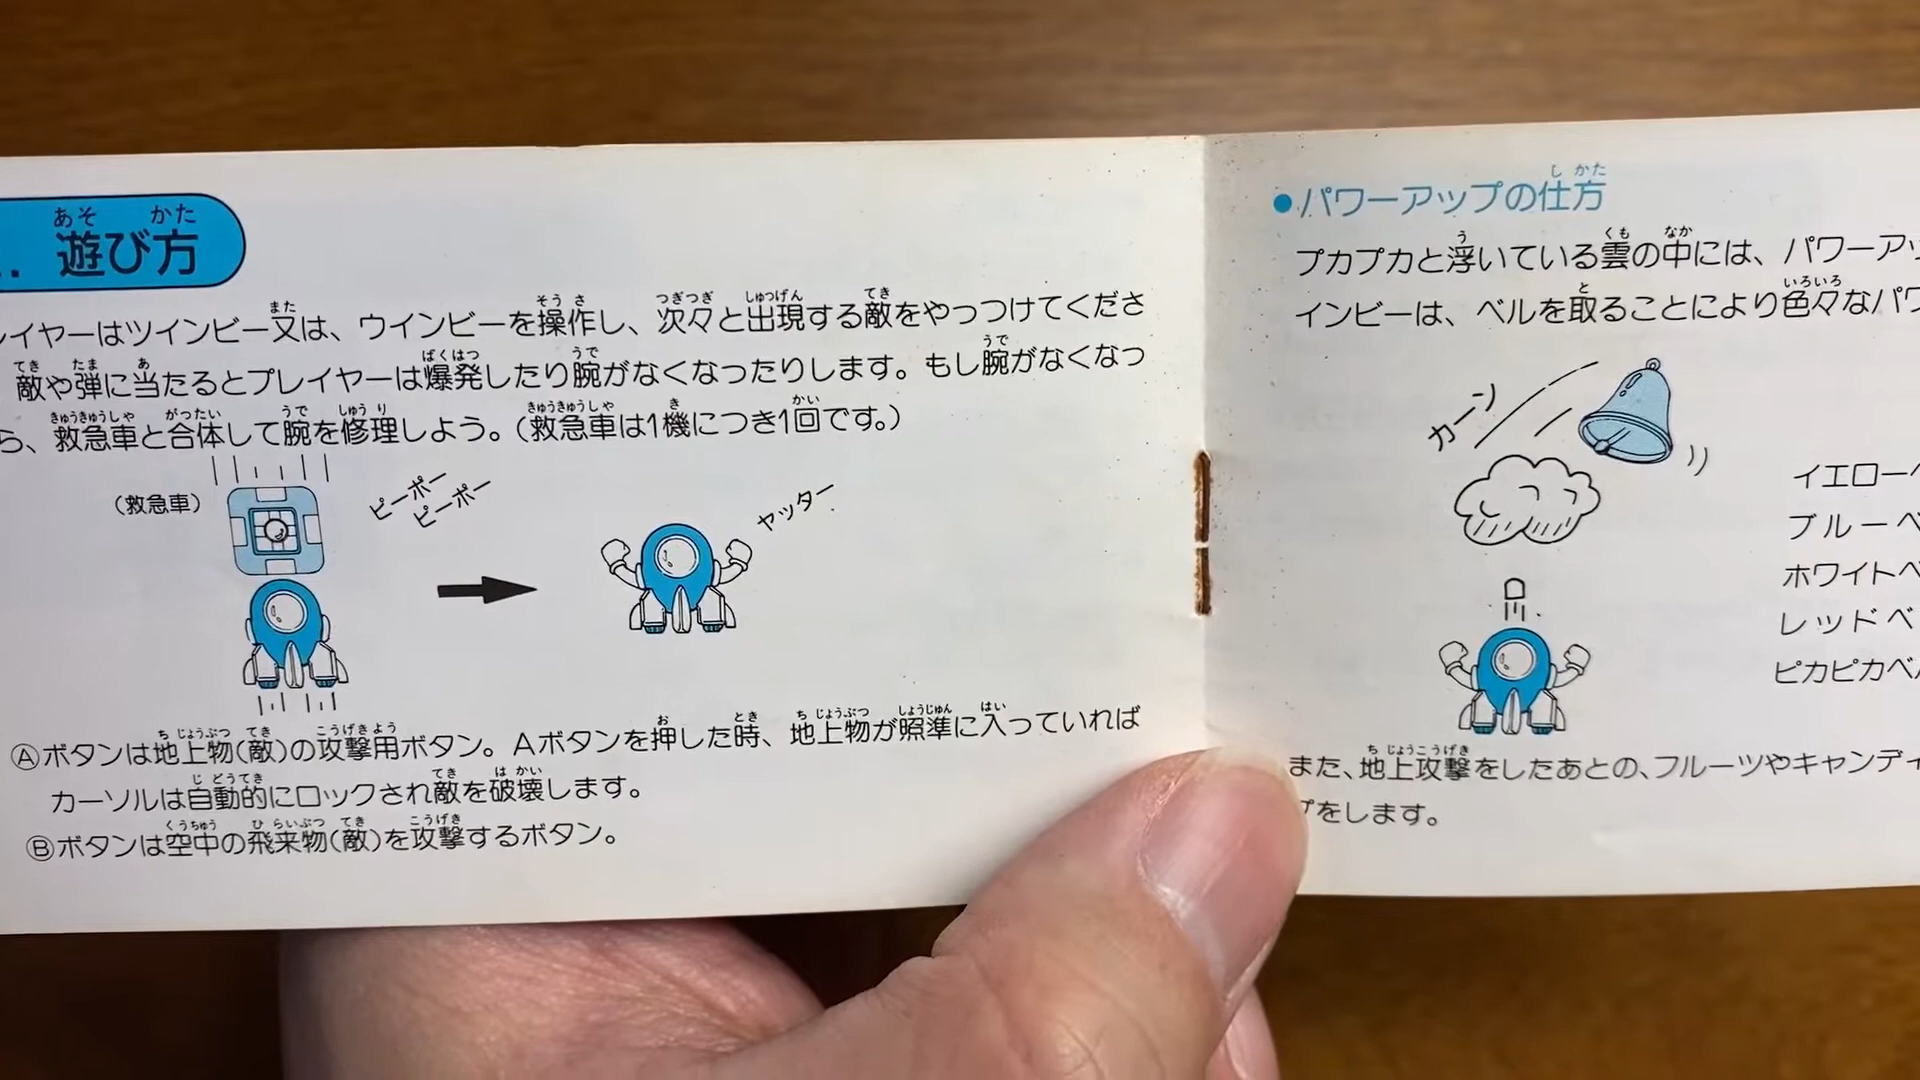 遊び方
イヤーはツインビー又は、ウインビーを操作し、次々と出現する敵をやっつけてくださ
敵や弾に当たるとプレイヤーは爆発したり腕がなくなったりします。もし腕がなくなっ
ら、救急車と合体して腕を修理しよう。(救急車は1機につき1回です。)
(救急車)
ピーポー
ピーポー
ヤッター
Ⓐボタンは地上物(敵)の攻撃用ボタン。Aボタンを押した時、地上物が照準に入っていれば
カーソルは自動的にロックされ敵を破壊します。
Ⓑボタンは空中の飛来物(敵)を攻撃するボタン。
●パワーアップの仕方
プカプカと浮いている雲の中には、パワーアッ
インビーは、ベルを取ることにより色々なパワ
カーン
イエロー
ブルーベ
ホワイトベ
レッドベ
ピカピカベル
また、地上攻撃をしたあとの、フルーツやキャンディ
プをします。